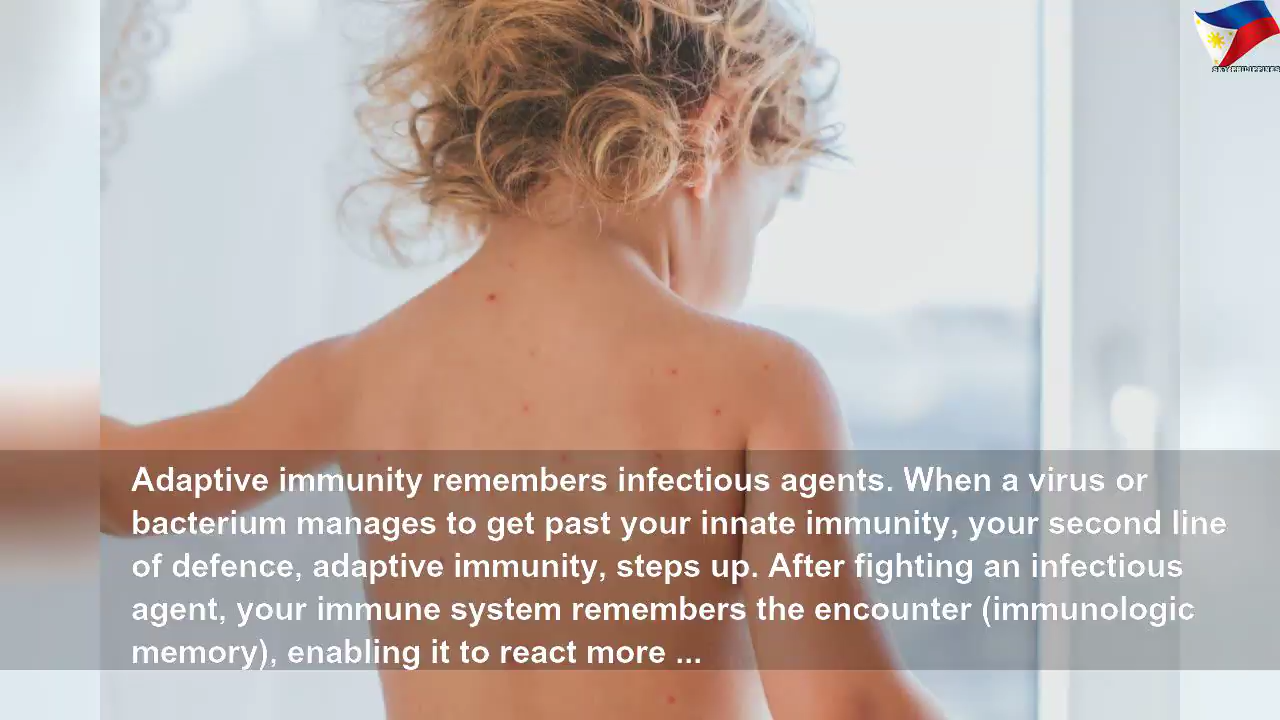 SKYPHILIPPINES
Adaptive immunity remembers infectious agents. When a virus or
bacterium manages to get past your innate immunity, your second line
of defence, adaptive immunity, steps up. After fighting an infectious
agent, your immune system remembers the encounter (immunologic
memory), enabling it to react more ...